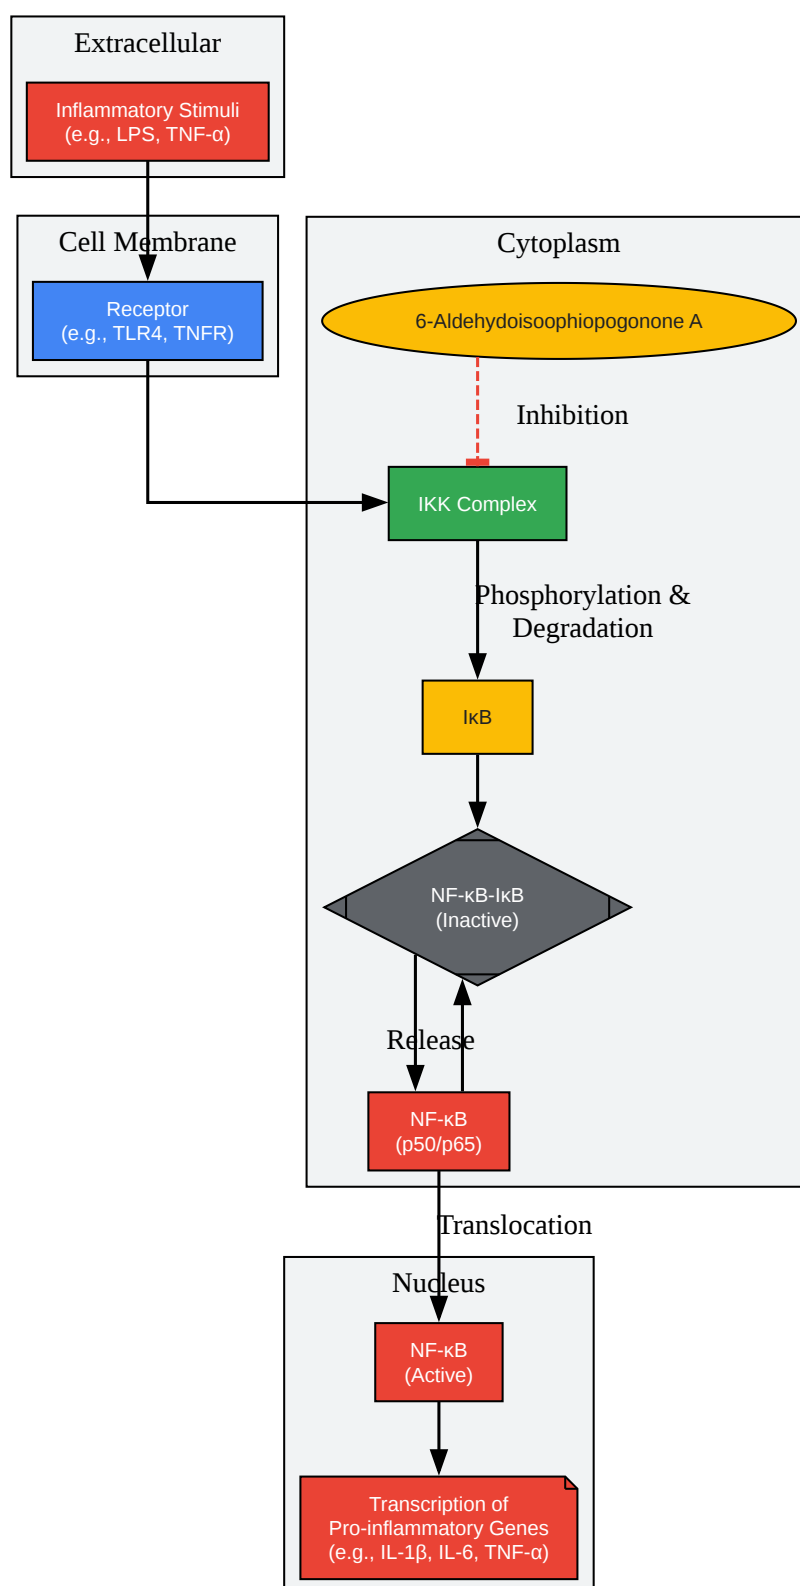 Extracellular
Inflammatory Stimuli
(e.g., LPS, TNF-α)
Cell Membrane
Receptor
(e.g., TLR4, TNFR)
Cytoplasm
6-Aldehydoisoophiopogonone A
Inhibition
IKK Complex
Phosphorylation &
Degradation
IκB
NF-κB-IκB
(Inactive)
Release
NF-κB
(p50/p65)
Translocation
Nucleus
NF-κB
(Active)
Transcription of
Pro-inflammatory Genes
(e.g., IL-1β, IL-6, TNF-α)